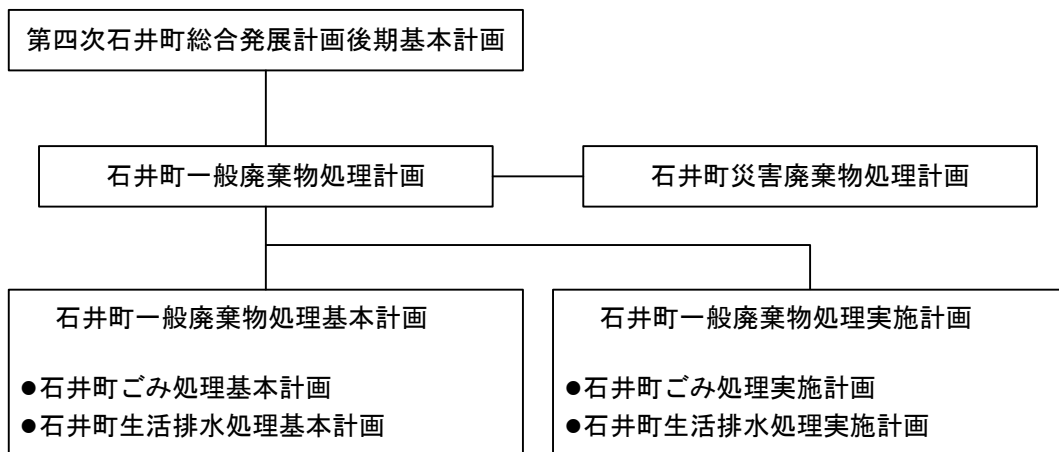 第四次石井町総合発展計画後期基本計画
石井町一般廃棄物処理計画
石井町災害廃棄物処理計画
石井町一般廃棄物処理基本計画
●石井町ごみ処理基本計画
●石井町生活排水処理基本計画
石井町一般廃棄物処理実施計画
●石井町ごみ処理実施計画
●石井町生活排水処理実施計画